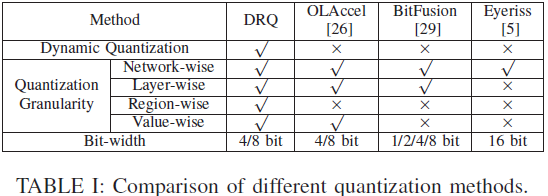 Method DRQ OLAccel [26] BitFusion [29] Eyeriss [5]
Dynamic Quantization √ × × ×
Quantization Granularity Network-wise √ √ √ √
Layer-wise √ √ √ ×
Region-wise √ × × ×
Value-wise √ √ × ×
Bit-width 4/8 bit 4/8 bit 1/2/4/8 bit 16 bit
TABLE I: Comparison of different quantization methods.